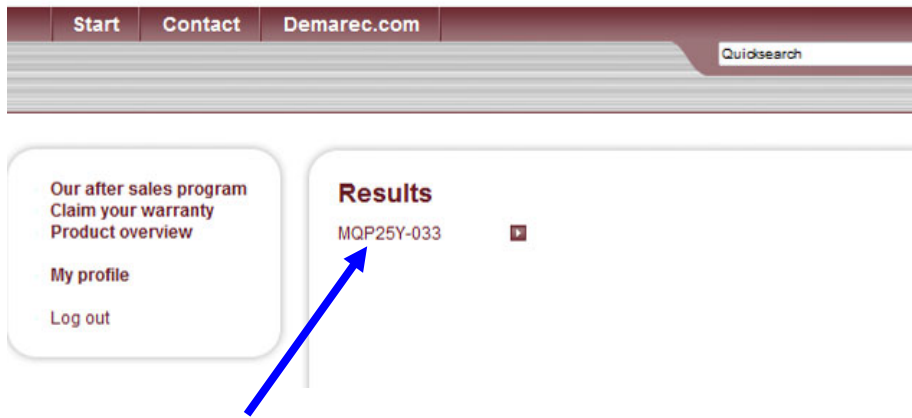 Start Contact Demarec.com
Quicksearch
Our after sales program
Claim your warranty
Product overview
My profile
Log out
Results
MQP25Y-033